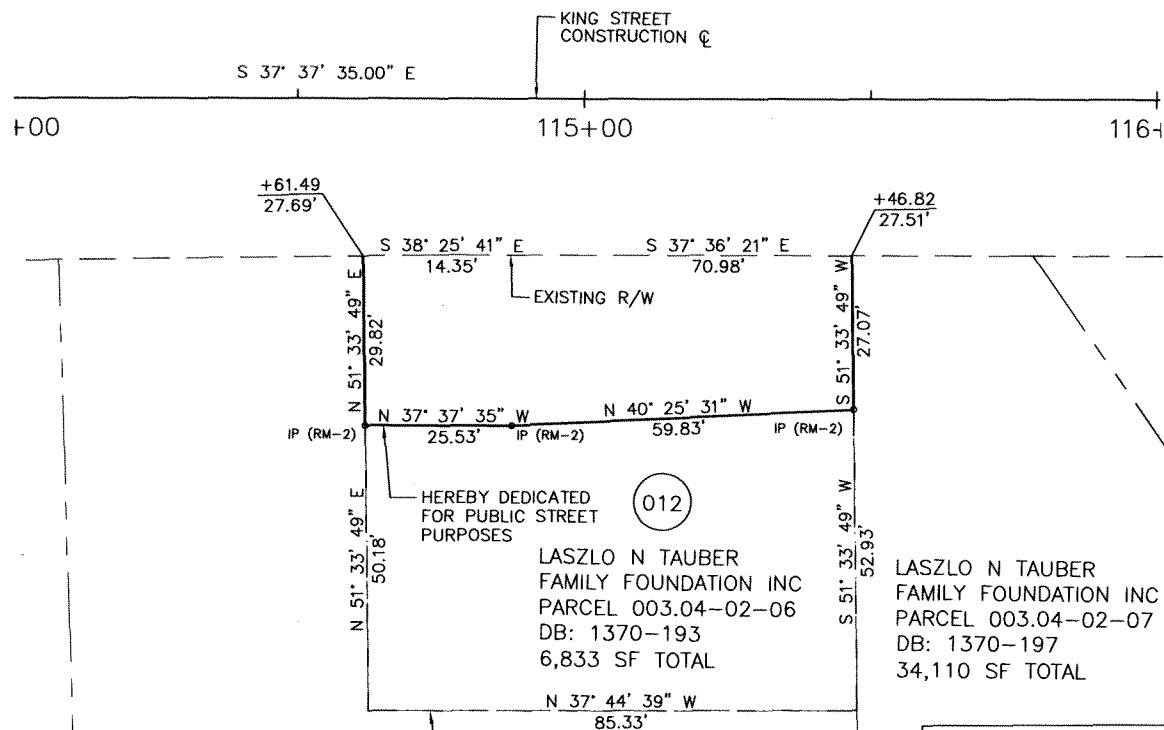 KING STREET
CONSTRUCTION ℄
S 37° 37' 35.00" E
+00
115+00
116+
+61.49
27.69'
+46.82
27.51'
S 38° 25' 41" E
14.35'
S 37° 36' 21" E
70.98'
EXISTING R/W
N 51° 33' 49" E
29.82'
S 51° 33' 49" W
27.07'
N 37° 37' 35" W
25.53'
N 40° 25' 31" W
59.83'
IP (RM-2)
IP (RM-2)
IP (RM-2)
HEREBY DEDICATED
FOR PUBLIC STREET
PURPOSES
012
N 51° 33' 49" E
50.18'
S 51° 33' 49" W
52.93'
LASZLO N TAUBER
FAMILY FOUNDATION INC
PARCEL 003.04-02-06
DB: 1370-193
6,833 SF TOTAL
LASZLO N TAUBER
FAMILY FOUNDATION INC
PARCEL 003.04-02-07
DB: 1370-197
34,110 SF TOTAL
N 37° 44' 39" W
85.33'